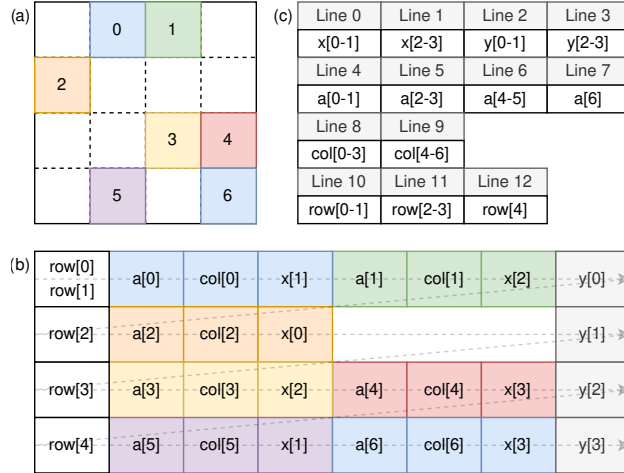 (a)
0 1
2
3 4
5 6
(c)
Line 0 Line 1 Line 2 Line 3
x[0-1] x[2-3] y[0-1] y[2-3]
Line 4 Line 5 Line 6 Line 7
a[0-1] a[2-3] a[4-5] a[6]
Line 8 Line 9
col[0-3] col[4-6]
Line 10 Line 11 Line 12
row[0-1] row[2-3] row[4]
(b)
row[0]
row[1]
a[0] col[0] x[1] a[1] col[1] x[2] y[0]
row[2] a[2] col[2] x[0] y[1]
row[3] a[3] col[3] x[2] a[4] col[4] x[3] y[2]
row[4] a[5] col[5] x[1] a[6] col[6] x[3] y[3]